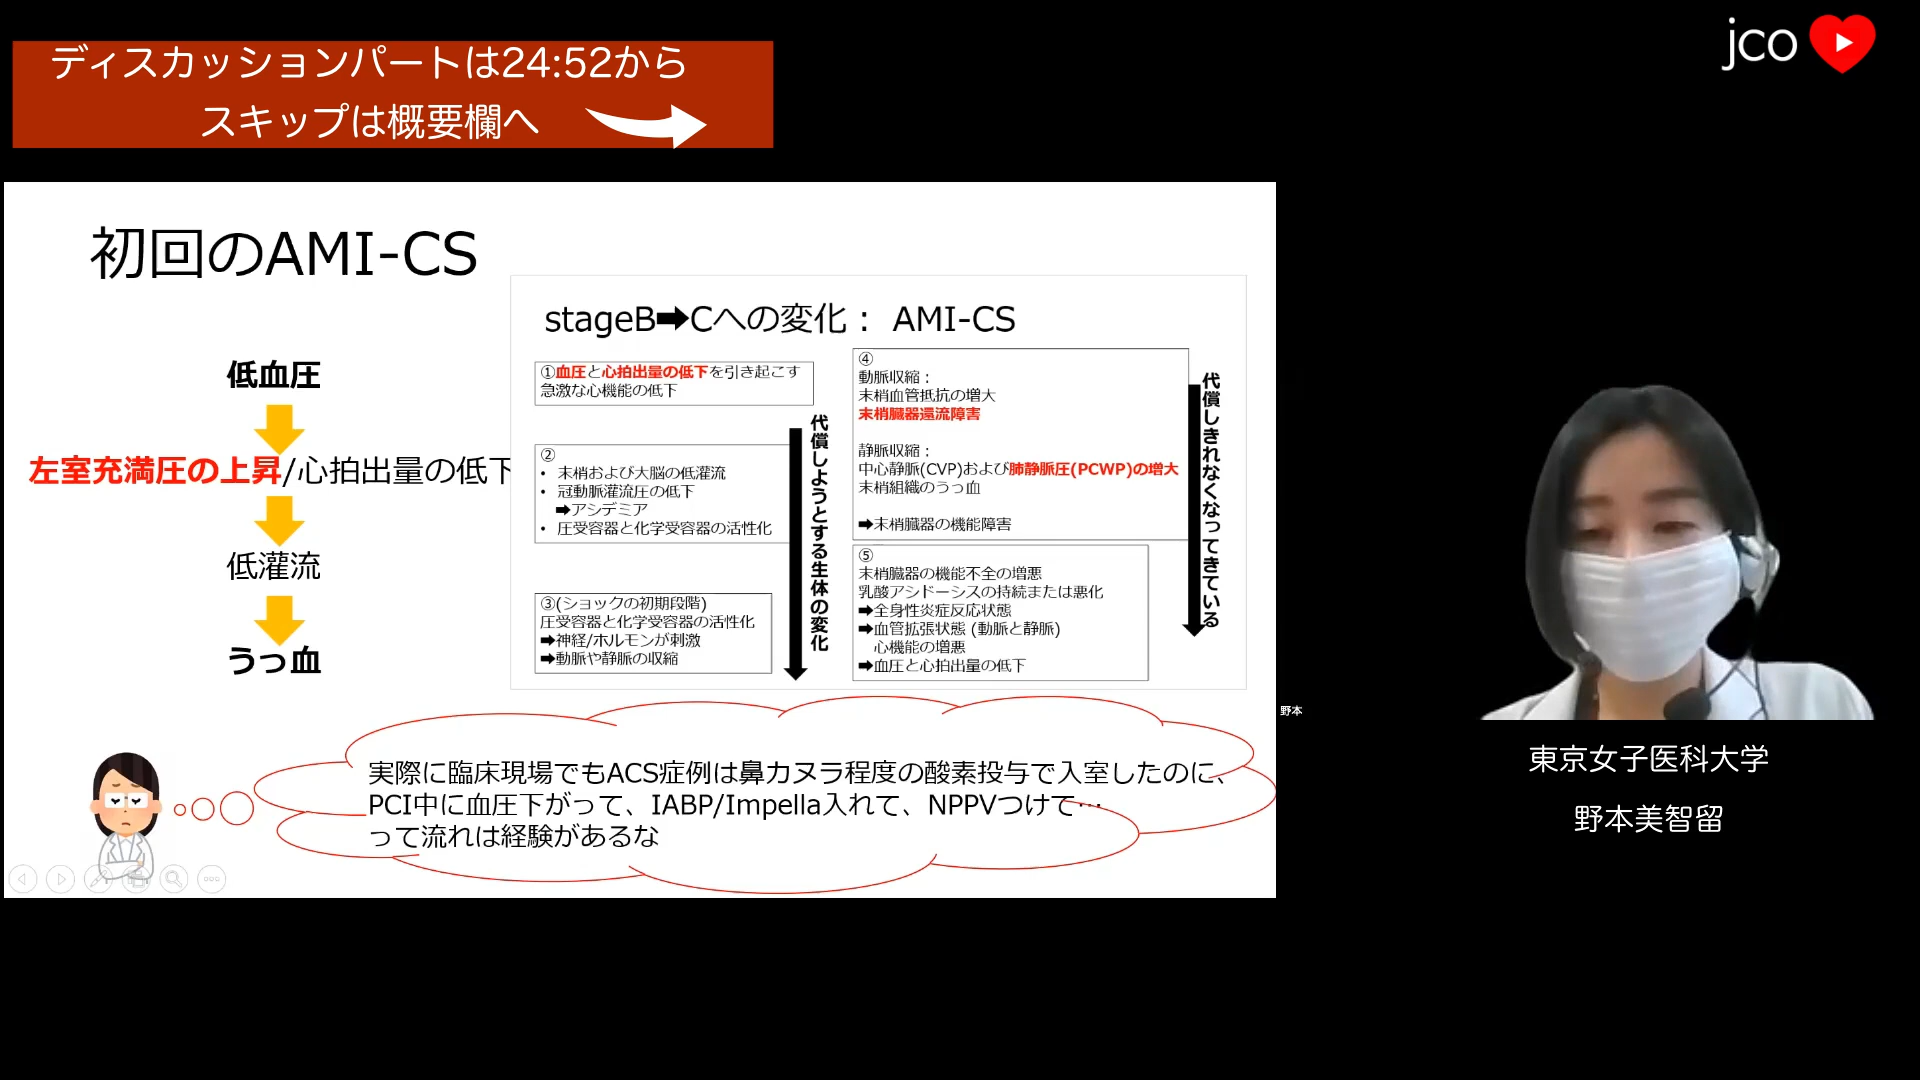 ディスカッションパートは24:52から
スキップは概要欄へ
jco
初回のAMI-CS
低血圧
左室充満圧の上昇/心拍出量の低下
低灌流
うっ血
stageB➡Cへの変化： AMI-CS
①血圧と心拍出量の低下を引き起こす
急激な心機能の低下
②
• 末梢および大脳の低灌流
• 冠動脈灌流圧の低下
➡アシデミア
• 圧受容器と化学受容器の活性化
③(ショックの初期段階)
圧受容器と化学受容器の活性化
➡神経/ホルモンが刺激
➡動脈や静脈の収縮
代償しようとする生体の変化
④
動脈収縮：
末梢血管抵抗の増大
末梢臓器還流障害
静脈収縮：
中心静脈(CVP)および肺静脈圧(PCWP)の増大
末梢組織のうっ血
➡末梢臓器の機能障害
⑤
末梢臓器の機能不全の増悪
乳酸アシドーシスの持続または悪化
➡全身性炎症反応状態
➡血管拡張状態 (動脈と静脈)
心機能の増悪
➡血圧と心拍出量の低下
代償しきれなくなってきている
実際に臨床現場でもACS症例は鼻カヌラ程度の酸素投与で入室したのに、
PCI中に血圧下がって、IABP/Impella入れて、NPPVつけて…
って流れは経験があるな
野本
東京女子医科大学
野本美智留